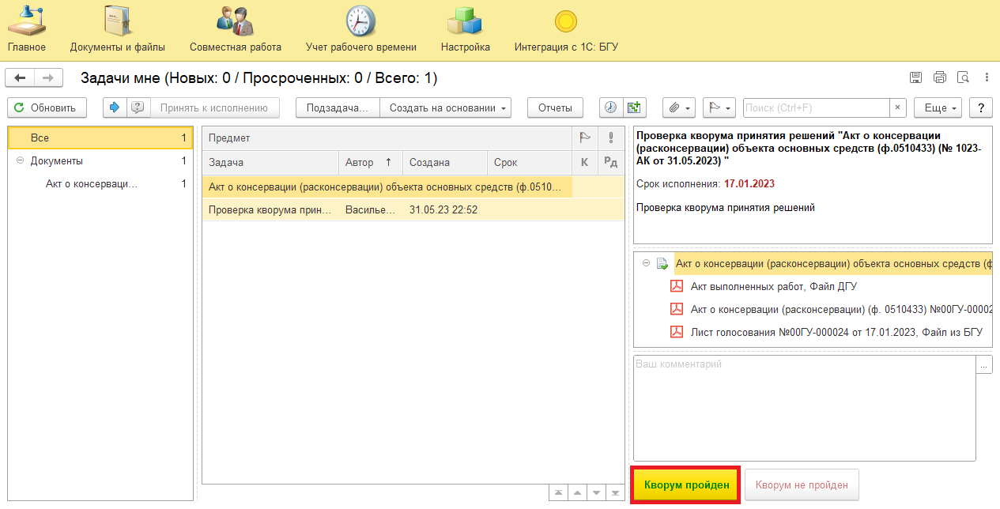 Главное
Документы и файлы
Совместная работа
Учет рабочего времени
Настройка
Интеграция с 1С: БГУ
Задачи мне (Новых: 0 / Просроченных: 0 / Всего: 1)
Обновить
Принять к исполнению
Подзадача...
Создать на основании
Отчеты
Поиск (Ctrl+F)
×
Еще
?
Все 1
Документы 1
Акт о консерваци... 1
Предмет
Задача Автор ↑ Создана Срок К Рд
Акт о консервации (расконсервации) объекта основных средств (ф.0510...
Проверка кворума прин... Василье... 31.05.23 22:52
Проверка кворума принятия решений "Акт о консервации
(расконсервации) объекта основных средств (ф.0510433) (№ 1023-
АК от 31.05.2023) "
Срок исполнения: 17.01.2023
Проверка кворума принятия решений
Акт о консервации (расконсервации) объекта основных средств (ф
Акт выполненных работ, Файл ДГУ
Акт о консервации (расконсервации) (ф. 0510433) №00ГУ-00002
Лист голосования №00ГУ-000024 от 17.01.2023, Файл из БГУ
Ваш комментарий
...
Кворум пройден
Кворум не пройден